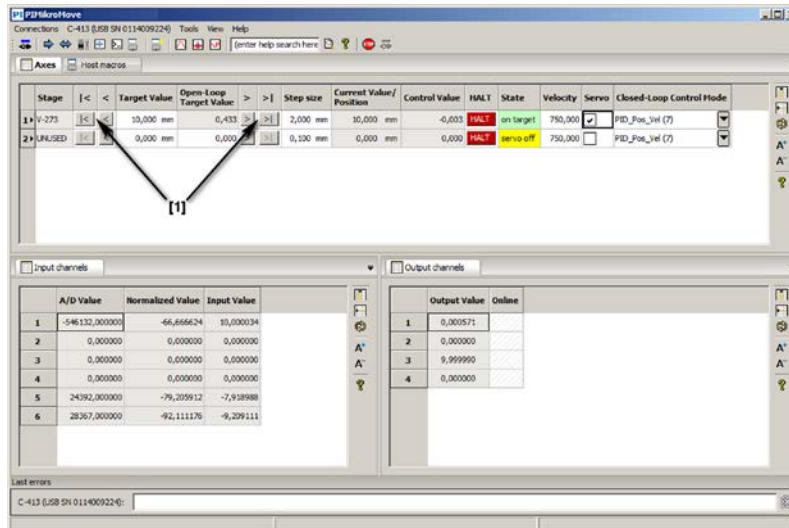 PI PIMikroMove
Connections C-413 (USB SN 0114009224) Tools View Help
(enter help search here
Axes Host macros
Stage |< < Target Value Open-Loop Target Value > >| Step size Current Value/ Position Control Value HALT State Velocity Servo Closed-Loop Control Mode
1 V-273 |< < 10,000 mm 0,433 > >| 2,000 mm 10,000 mm -0,003 HALT on target 750,000 PID_Pos_Vel (7)
2 UNUSED |< < 0,000 mm 0,000 > >| 0,100 mm 0,000 mm 0,000 HALT servo off 750,000 PID_Pos_Vel (7)
[1]
Input channels
A/D Value Normalized Value Input Value
1 -546132,000000 -66,666624 10,000034
2 0,000000 0,000000 0,000000
3 0,000000 0,000000 0,000000
4 0,000000 0,000000 0,000000
5 24392,000000 -79,205912 -7,918988
6 28367,000000 -92,111176 -9,209111
Output channels
Output Value Online
1 0,000571
2 0,000000
3 9,999990
4 0,000000
Last errors
C-413 (USB SN 0114009224):